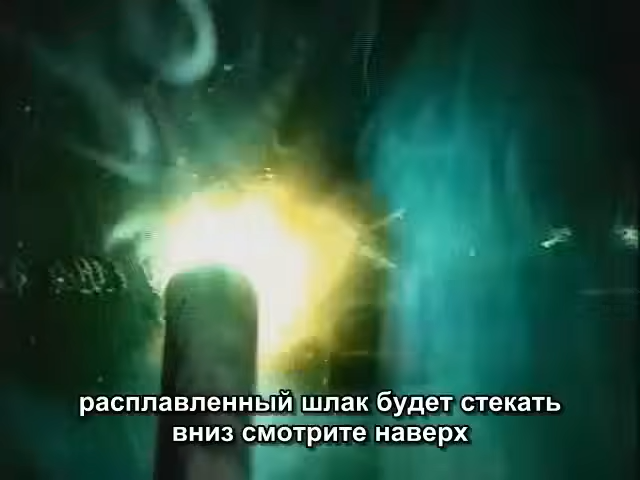 расплавленный шлак будет стекать
вниз смотрите наверх